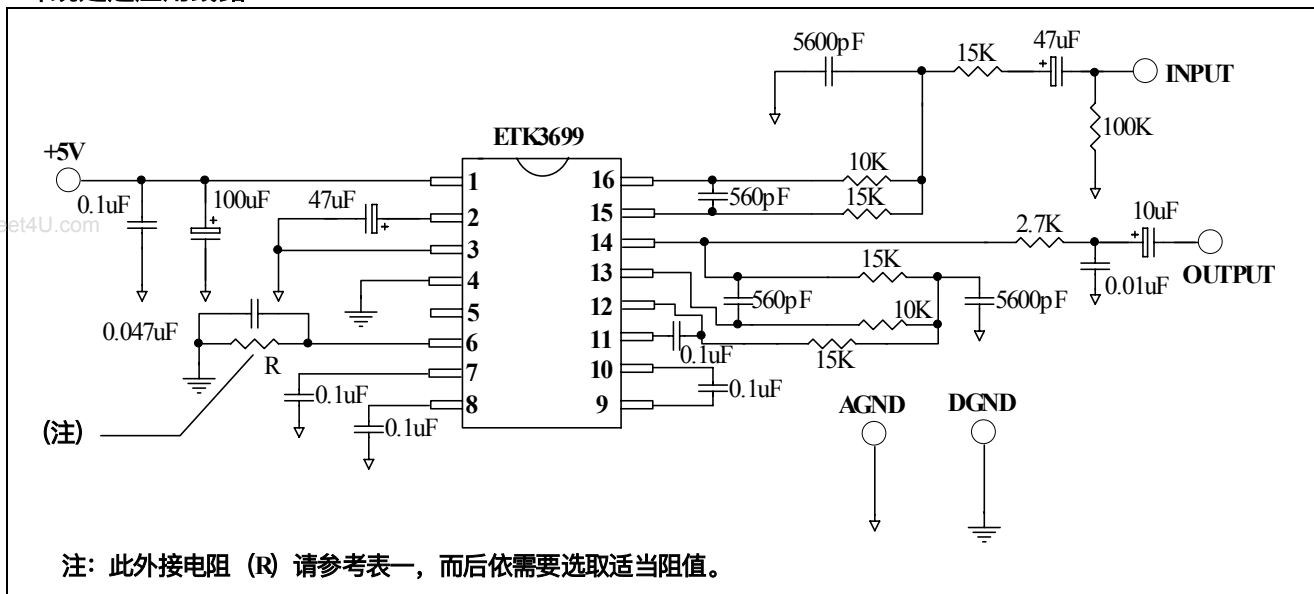 5600pF
15K
47uF
+
INPUT
100K
ETK3699
+5V
0.1uF
100uF
+
47uF
+
1
2
3
4
5
6
7
8
16
15
14
13
12
11
10
9
10K
560pF
15K
2.7K
10uF
+
OUTPUT
0.01uF
15K
560pF
5600pF
10K
0.1uF
15K
0.1uF
0.047uF
R
0.1uF
0.1uF
(注)
AGND
DGND
eet4U.com
注：此外接电阻（R）请参考表一，而后依需要选取适当阻值。